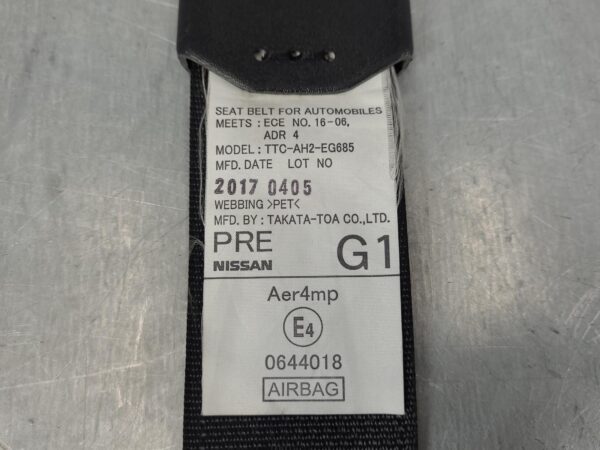 SEAT BELT FOR AUTOMOBILES
MEETS : ECE NO. 16-06,
ADR 4
MODEL : TTC-AH2-EG685
MFD. DATE LOT NO
2017 0405
WEBBING >PET<
MFD. BY : TAKATA-TOA CO.,LTD.
PRE G1
NISSAN
Aer4mp
E4
0644018
AIRBAG